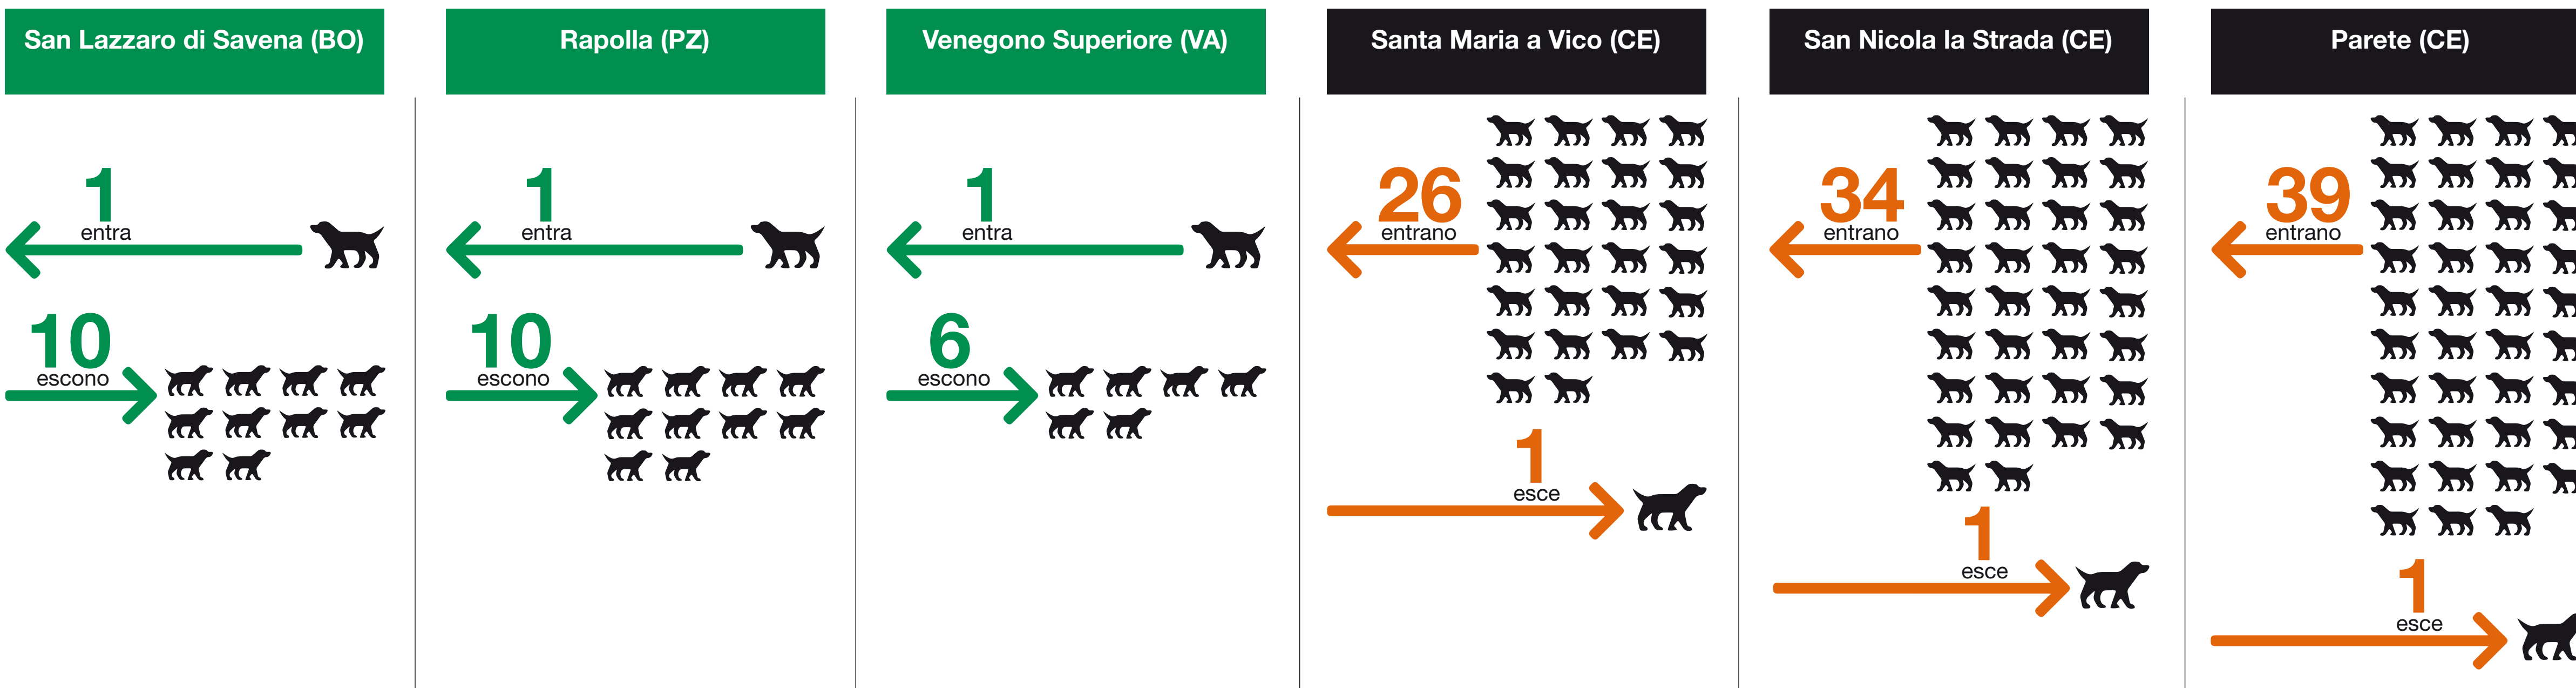 San Lazzaro di Savena (BO)
1
entra
10
escono
Rapolla (PZ)
1
entra
10
escono
Venegono Superiore (VA)
1
entra
6
escono
Santa Maria a Vico (CE)
26
entrano
1
esce
San Nicola la Strada (CE)
34
entrano
1
esce
Parete (CE)
39
entrano
1
esce